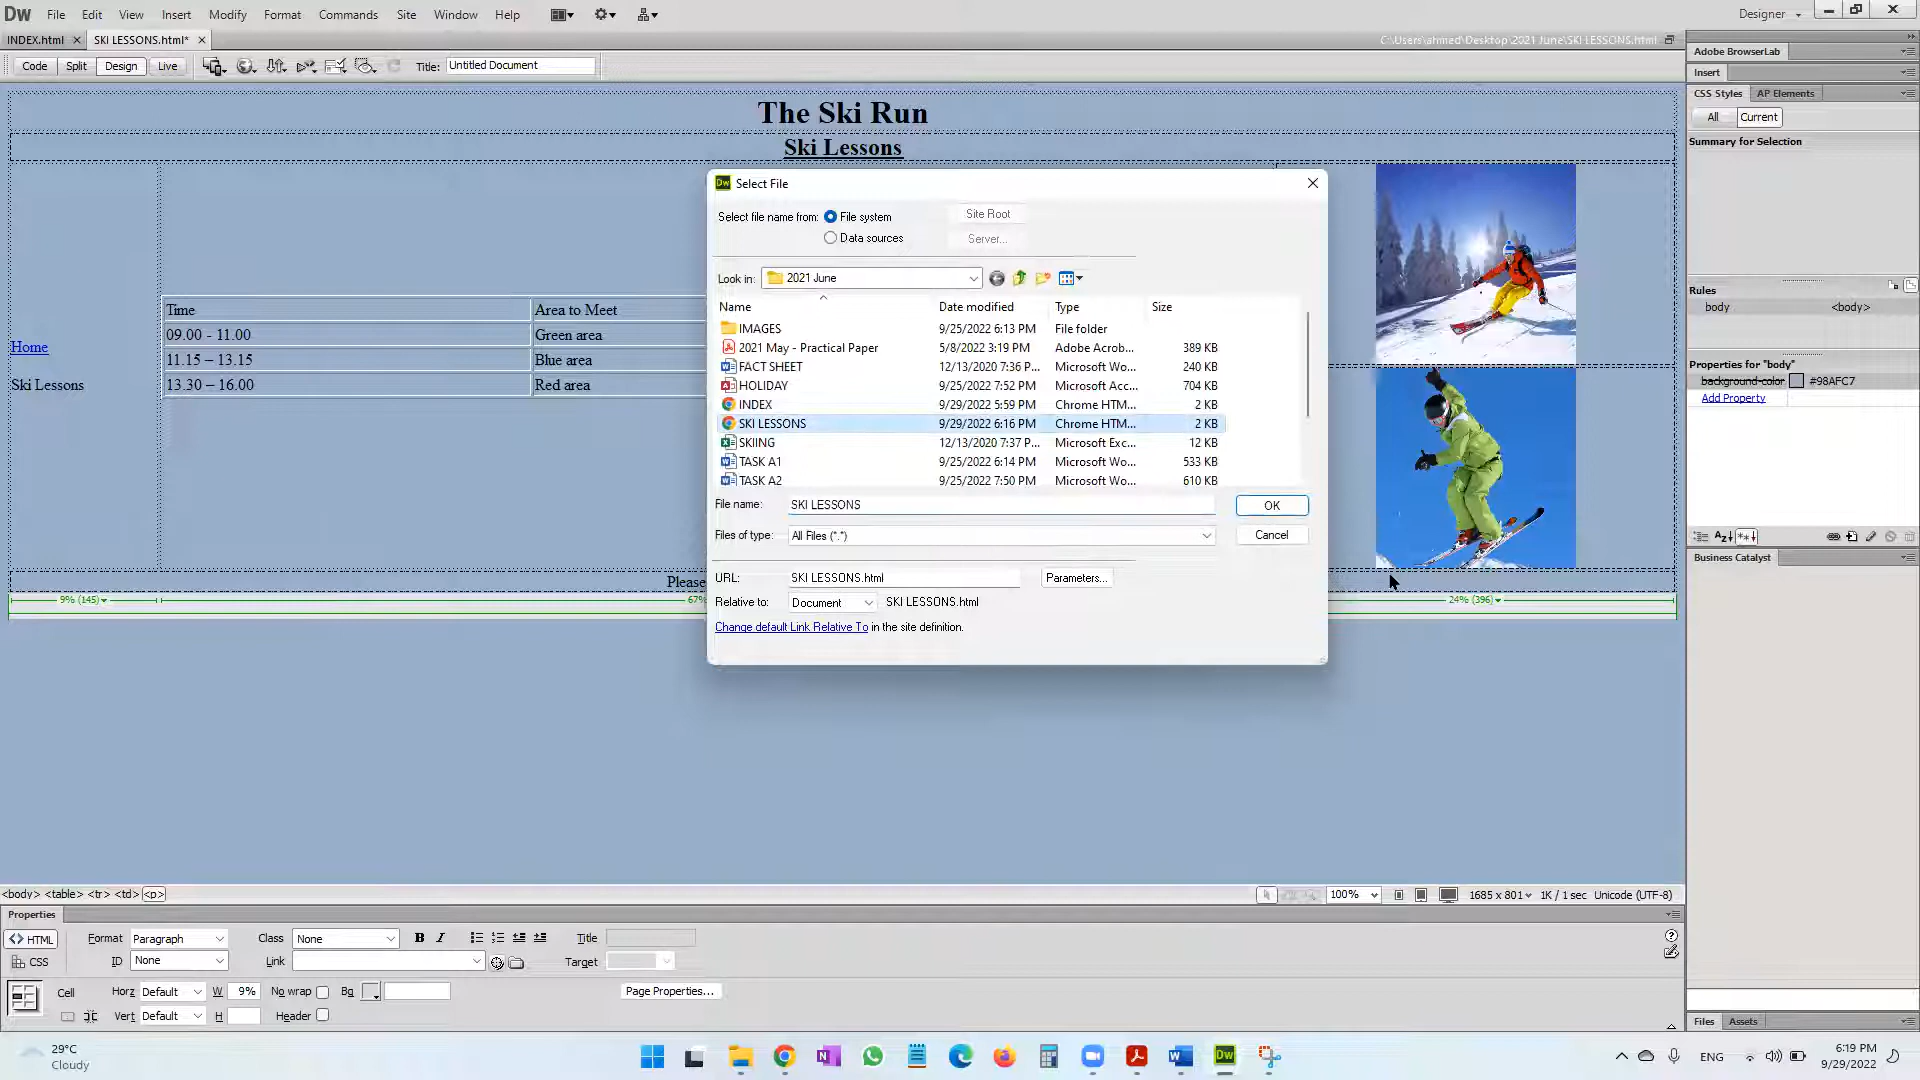 Dw File Edit View Insert Modify Format Commands Site Window Help Designer
INDEX.html SKI LESSONS.html* C:\Users\ahmed\Desktop\2021 June\SKI LESSONS.html
Code Split Design Live Title: Untitled Document
The Ski Run
Ski Lessons
Time Area to Meet
09.00 - 11.00 Green area
11.15 – 13.15 Blue area
13.30 – 16.00 Red area
Home
Ski Lessons
Please
9% (145) 67% 24% (396)
Dw Select File
Select file name from: File system Site Root
Data sources Server...
Look in: 2021 June
Name Date modified Type Size
IMAGES 9/25/2022 6:13 PM File folder
2021 May - Practical Paper 5/8/2022 3:19 PM Adobe Acrob... 389 KB
FACT SHEET 12/13/2020 7:36 P... Microsoft Wo... 240 KB
HOLIDAY 9/25/2022 7:52 PM Microsoft Acc... 704 KB
INDEX 9/29/2022 5:59 PM Chrome HTM... 2 KB
SKI LESSONS 9/29/2022 6:16 PM Chrome HTM... 2 KB
SKIING 12/13/2020 7:37 P... Microsoft Exc... 12 KB
TASK A1 9/25/2022 6:14 PM Microsoft Wo... 533 KB
TASK A2 9/25/2022 7:50 PM Microsoft Wo... 610 KB
File name: SKI LESSONS OK
Files of type: All Files (*.*) Cancel
URL: SKI LESSONS.html Parameters...
Relative to: Document SKI LESSONS.html
Change default Link Relative To in the site definition.
Adobe BrowserLab
Insert
CSS Styles AP Elements
All Current
Summary for Selection
Rules
body <body>
Properties for "body"
background-color #98AFC7
Add Property
Business Catalyst
Files Assets
<body> <table> <tr> <td> <p> 100% 1685 x 801 1K / 1 sec Unicode (UTF-8)
Properties
HTML Format Paragraph Class None B I Title
CSS ID None Link Target
Cell Horz Default W 9% No wrap Bg Page Properties...
Vert Default H Header
29°C
Cloudy
ENG
6:19 PM
9/29/2022